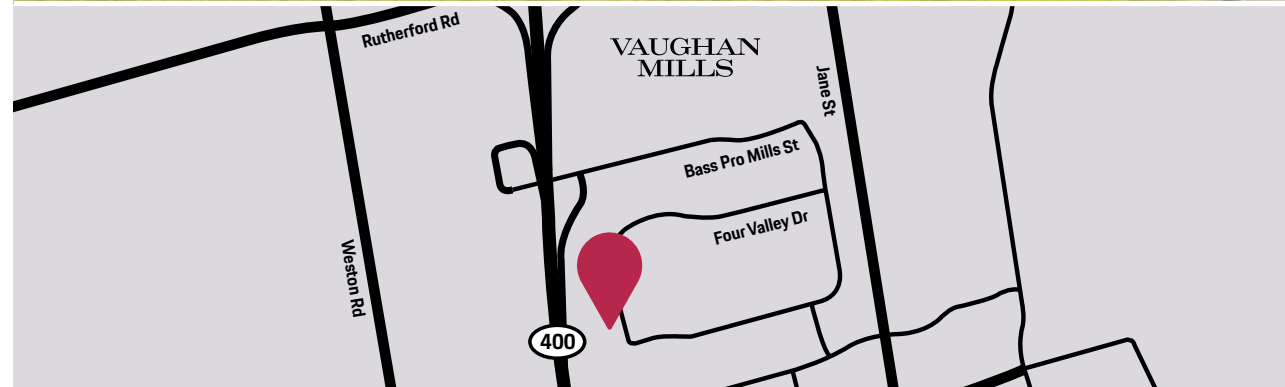 Rutherford Rd
VAUGHAN
MILLS
Jane St
Bass Pro Mills St
Four Valley Dr
Weston Rd
400